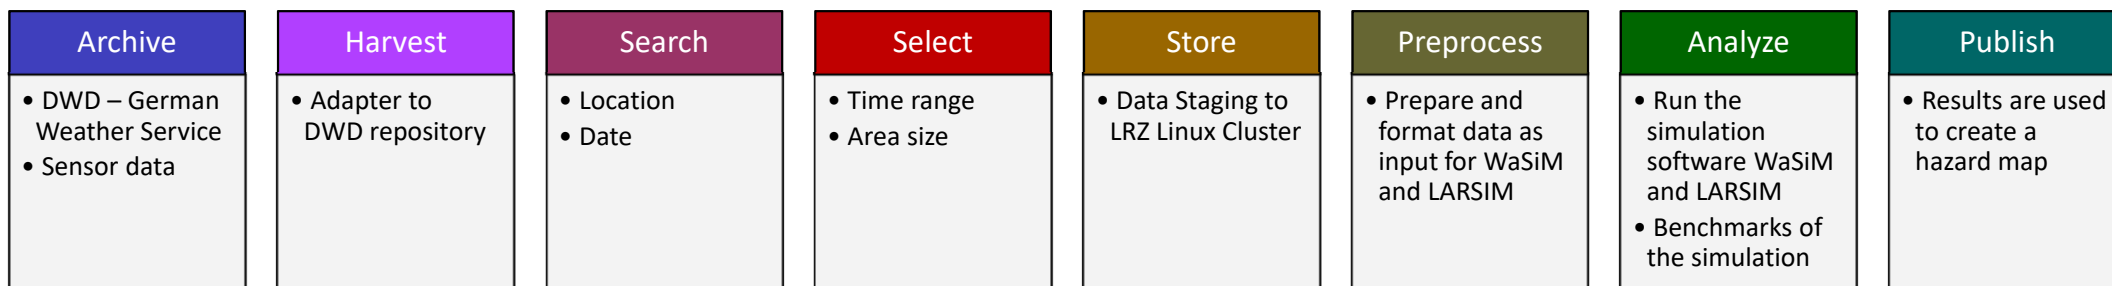 Archive
• DWD – German
Weather Service
• Sensor data
Harvest
• Adapter to
DWD repository
Search
• Location
• Date
Select
• Time range
• Area size
Store
• Data Staging to
LRZ Linux Cluster
Preprocess
• Prepare and
format data as
input for WaSiM
and LARSIM
Analyze
• Run the
simulation
software WaSiM
and LARSIM
• Benchmarks of
the simulation
Publish
• Results are used
to create a
hazard map